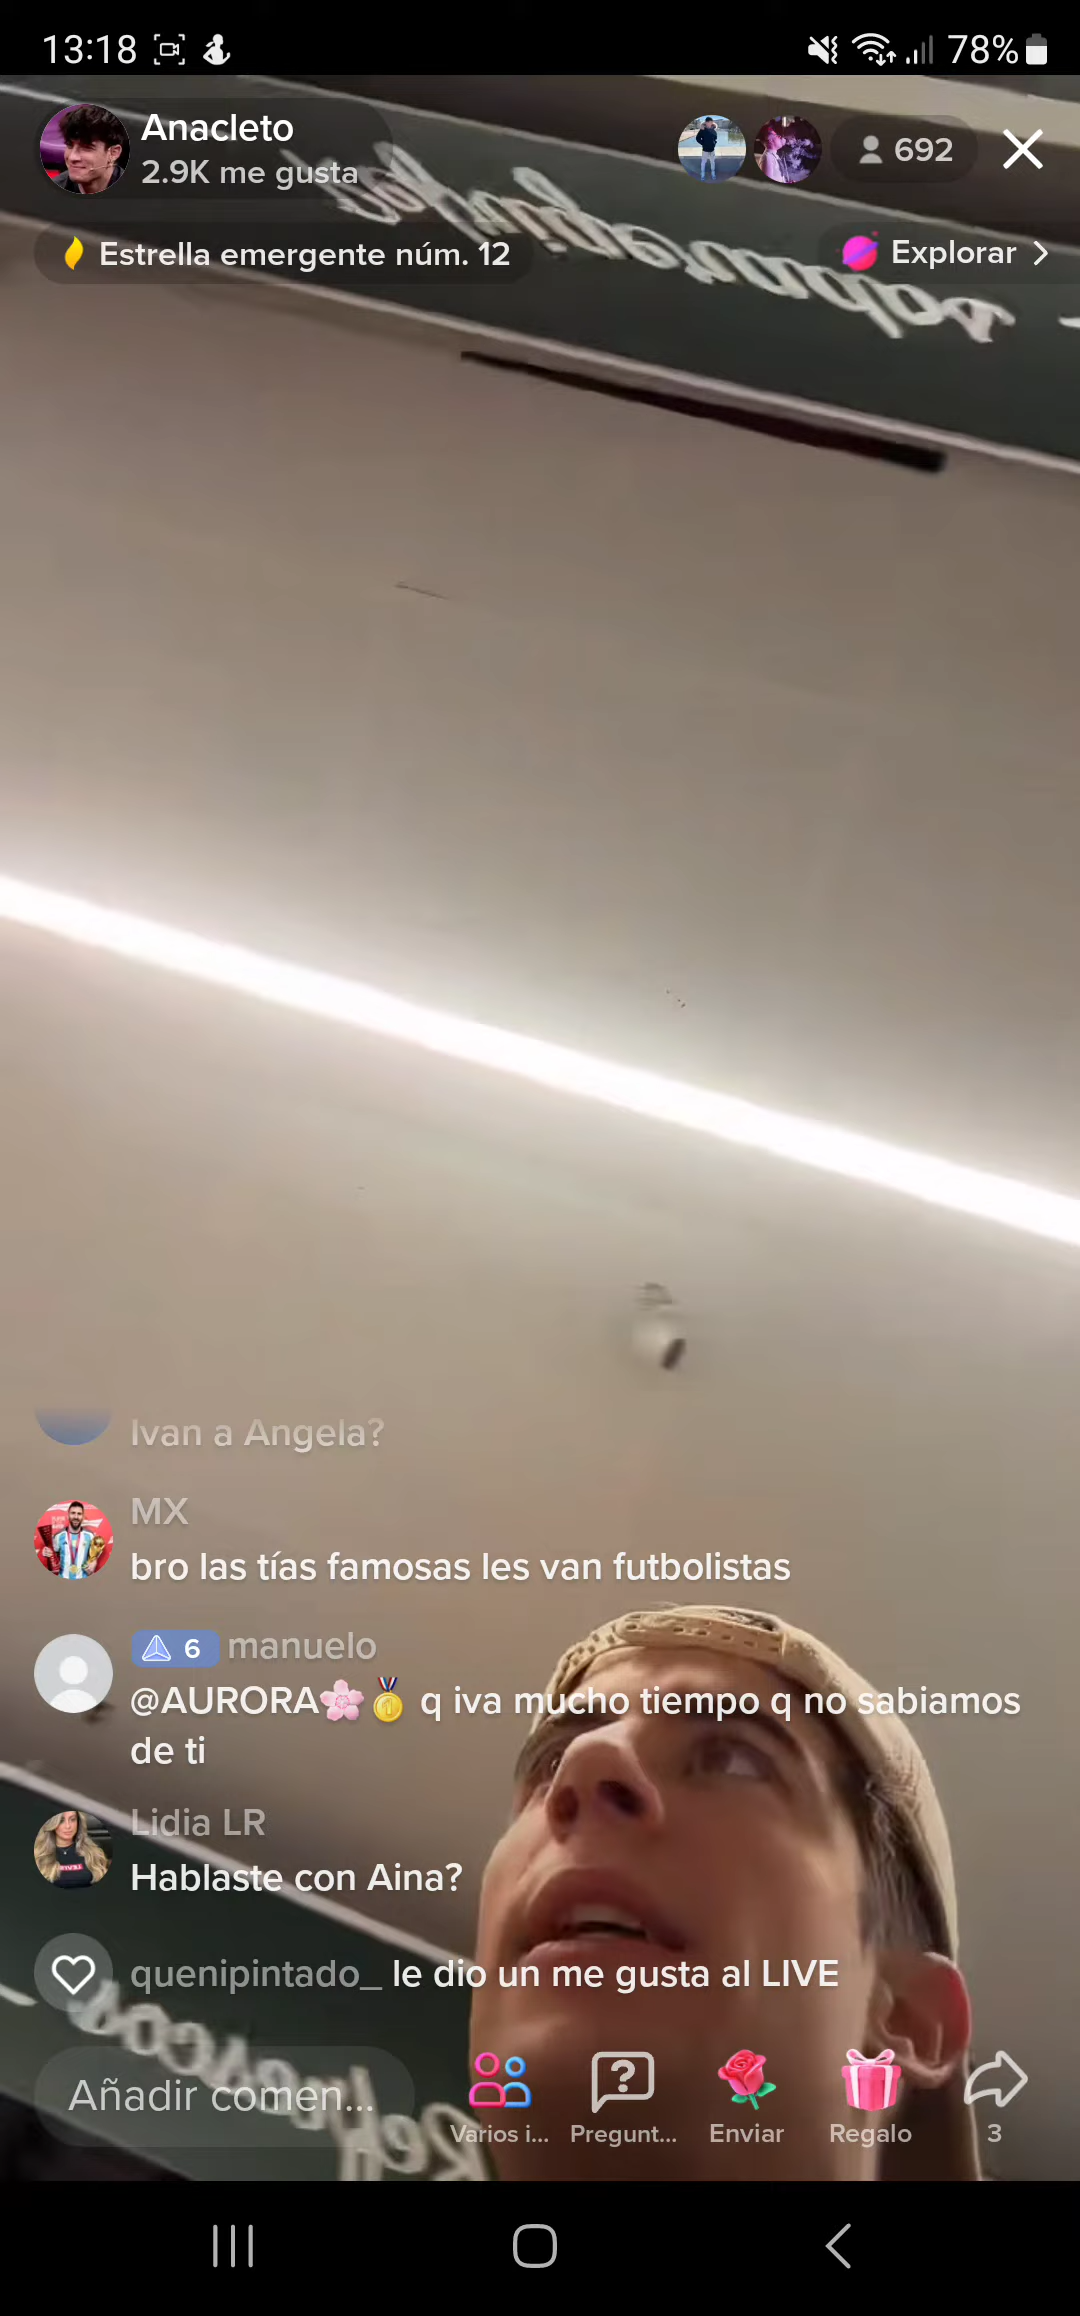 13:18
78%
Anacleto
2.9K me gusta
692
Estrella emergente núm. 12
Explorar
Ivan a Angela?
MX
bro las tías famosas les van futbolistas
6 manuelo
@AURORA🌸🏅 q iva mucho tiempo q no sabiamos
de ti
Lidia LR
Hablaste con Aina?
quenipintado_ le dio un me gusta al LIVE
Refrescos
Añadir comen...
Varios i...
Pregunt...
Enviar
Regalo
3